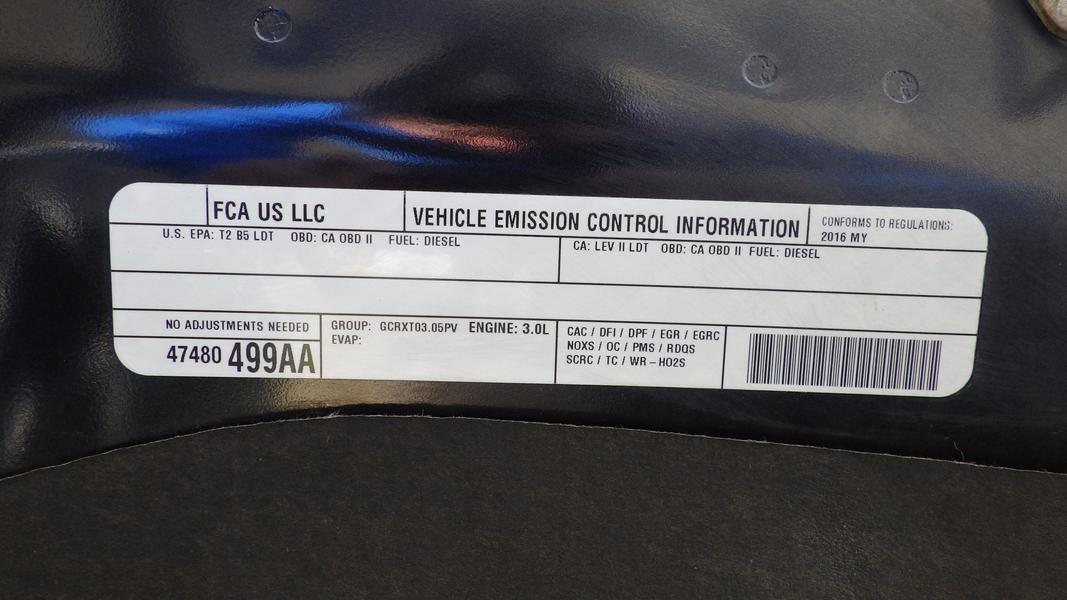 FCA US LLC
VEHICLE EMISSION CONTROL INFORMATION
CONFORMS TO REGULATIONS:
2016 MY
U.S. EPA: T2 B5 LDT OBD: CA OBD II FUEL: DIESEL
CA: LEV II LDT OBD: CA OBD II FUEL: DIESEL
NO ADJUSTMENTS NEEDED
47480 499AA
GROUP: GCRXT03.05PV ENGINE: 3.0L
EVAP:
CAC / DFI / DPF / EGR / EGRC
NOXS / OC / PMS / RDQS
SCRC / TC / WR – HO2S